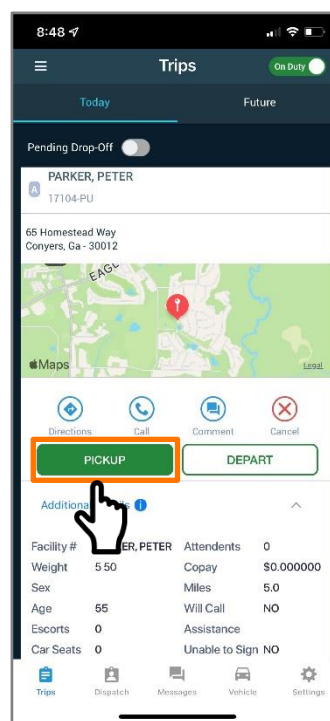 8:48
Trips
On Duty
Today
Future
Pending Drop-Off
PARKER, PETER
A
17104-PU
65 Homestead Way
Conyers, Ga - 30012
Maps
Legal
Directions
Call
Comment
Cancel
PICKUP
DEPART
Facility # ER, PETER Attendents 0
Weight 5 50 Copay $0.000000
Sex Miles 5.0
Age 55 Will Call NO
Escorts 0 Assistance
Car Seats 0 Unable to Sign NO
Trips
Dispatch
Messages
Vehicle
Settings